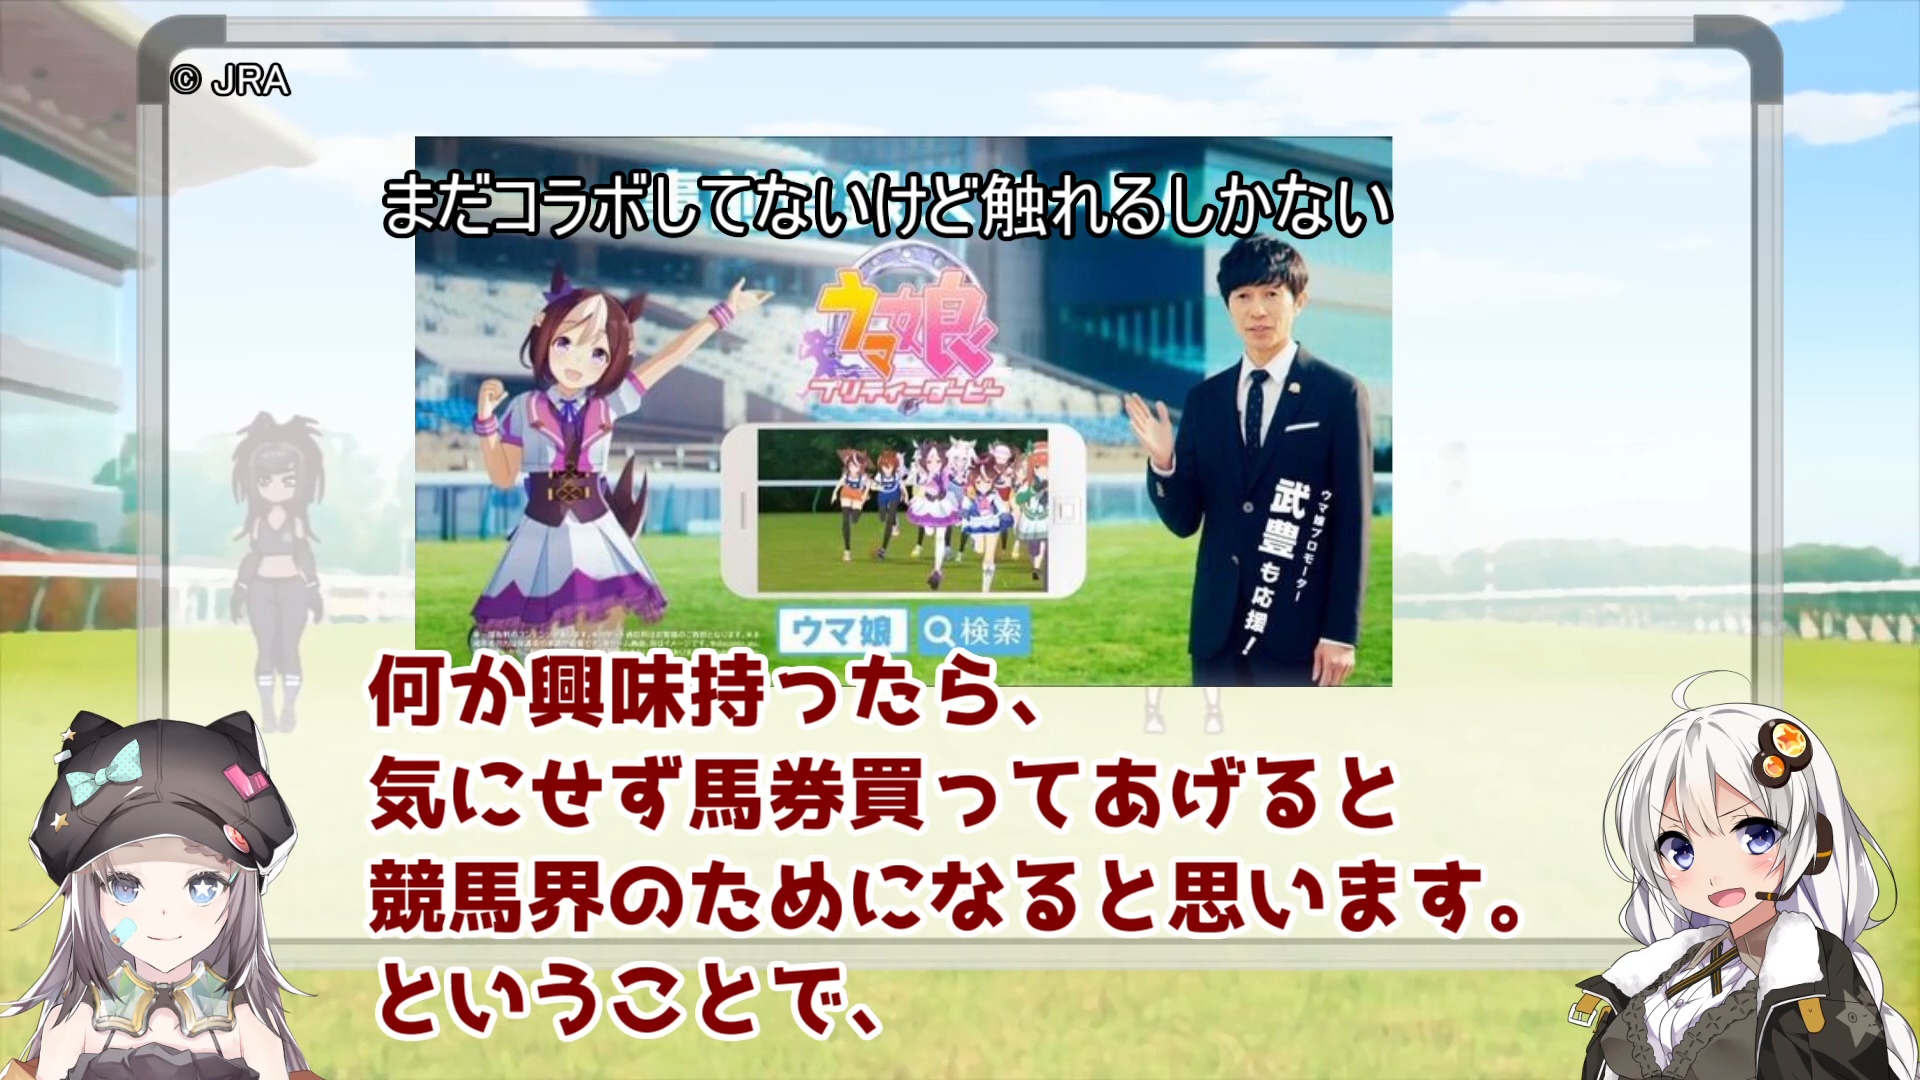 © JRA
まだコラボしてないけど触れるしかない
ウマ娘
プリティーダービー
ウマ娘プロモーター
武豊も応援!
ウマ娘 検索
何か興味持ったら、
気にせず馬券買ってあげると
競馬界のためになると思います。
ということで、